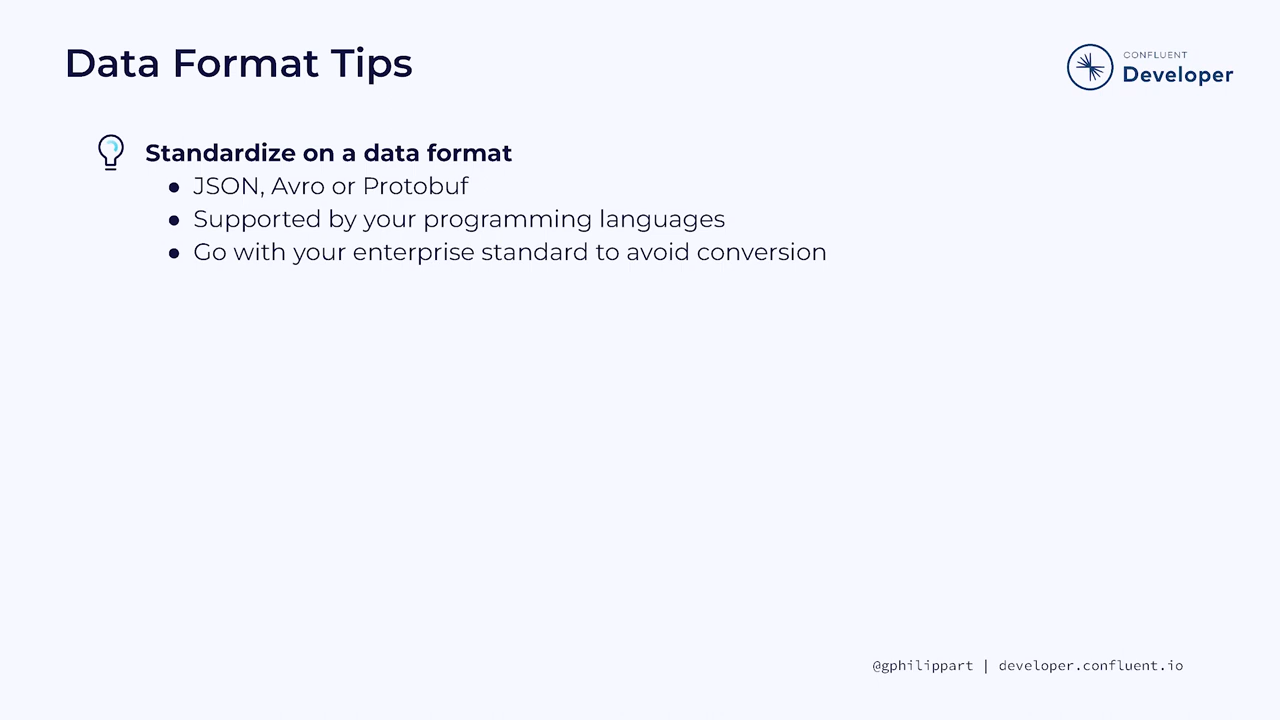 Data Format Tips
CONFLUENT
Developer
Standardize on a data format
● JSON, Avro or Protobuf
● Supported by your programming languages
● Go with your enterprise standard to avoid conversion
@gphilippart | developer.confluent.io